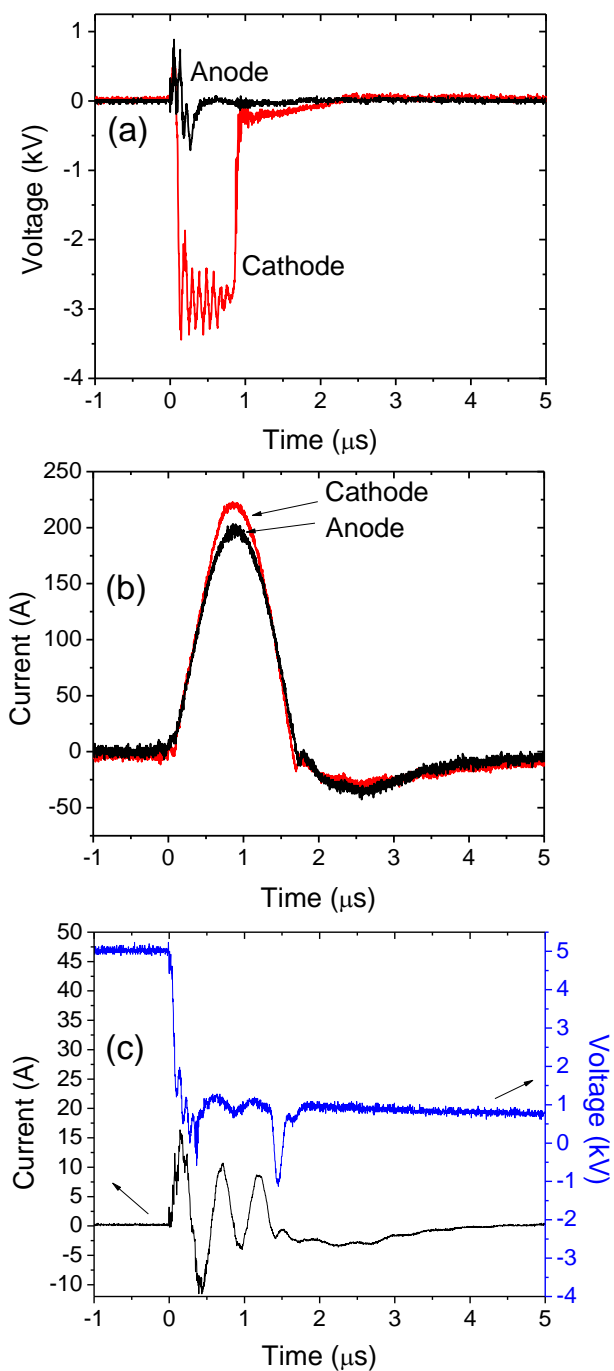 1
0
-1
-2
-3
-4
Voltage (kV)
(a)
Anode
Cathode
-1 0 1 2 3 4 5
Time (μs)
250
200
150
100
50
0
-50
Current (A)
(b)
Cathode
Anode
-1 0 1 2 3 4 5
Time (μs)
50
45
40
35
30
25
20
15
10
5
0
-5
-10
Current (A)
(c)
5
4
3
2
1
0
-1
-2
-3
-4
Voltage (kV)
-1 0 1 2 3 4 5
Time (μs)